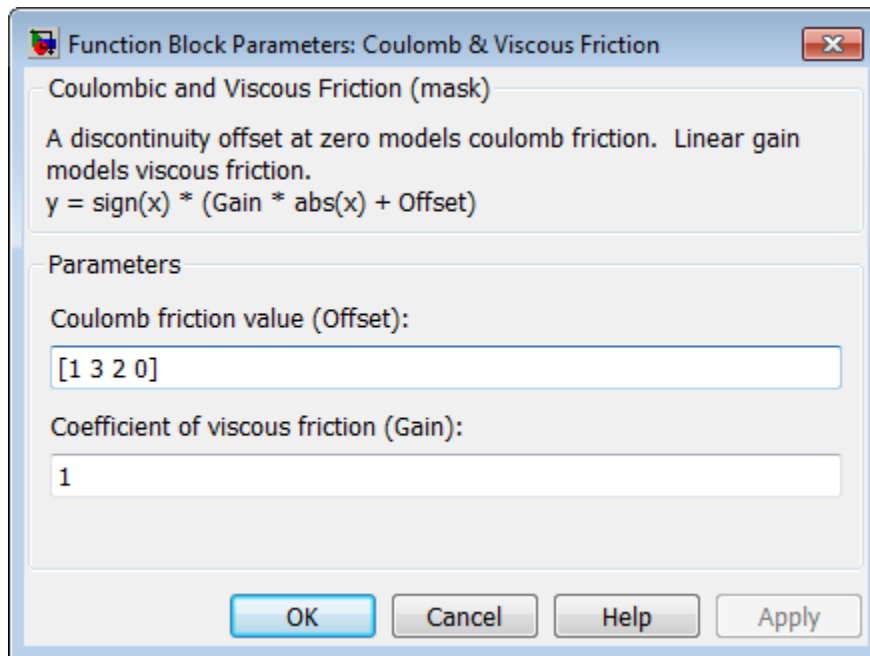 Function Block Parameters: Coulomb & Viscous Friction
Coulombic and Viscous Friction (mask)
A discontinuity offset at zero models coulomb friction.  Linear gain
models viscous friction.
y = sign(x) * (Gain * abs(x) + Offset)
Parameters
Coulomb friction value (Offset):
[1 3 2 0]
Coefficient of viscous friction (Gain):
1
OK Cancel Help Apply